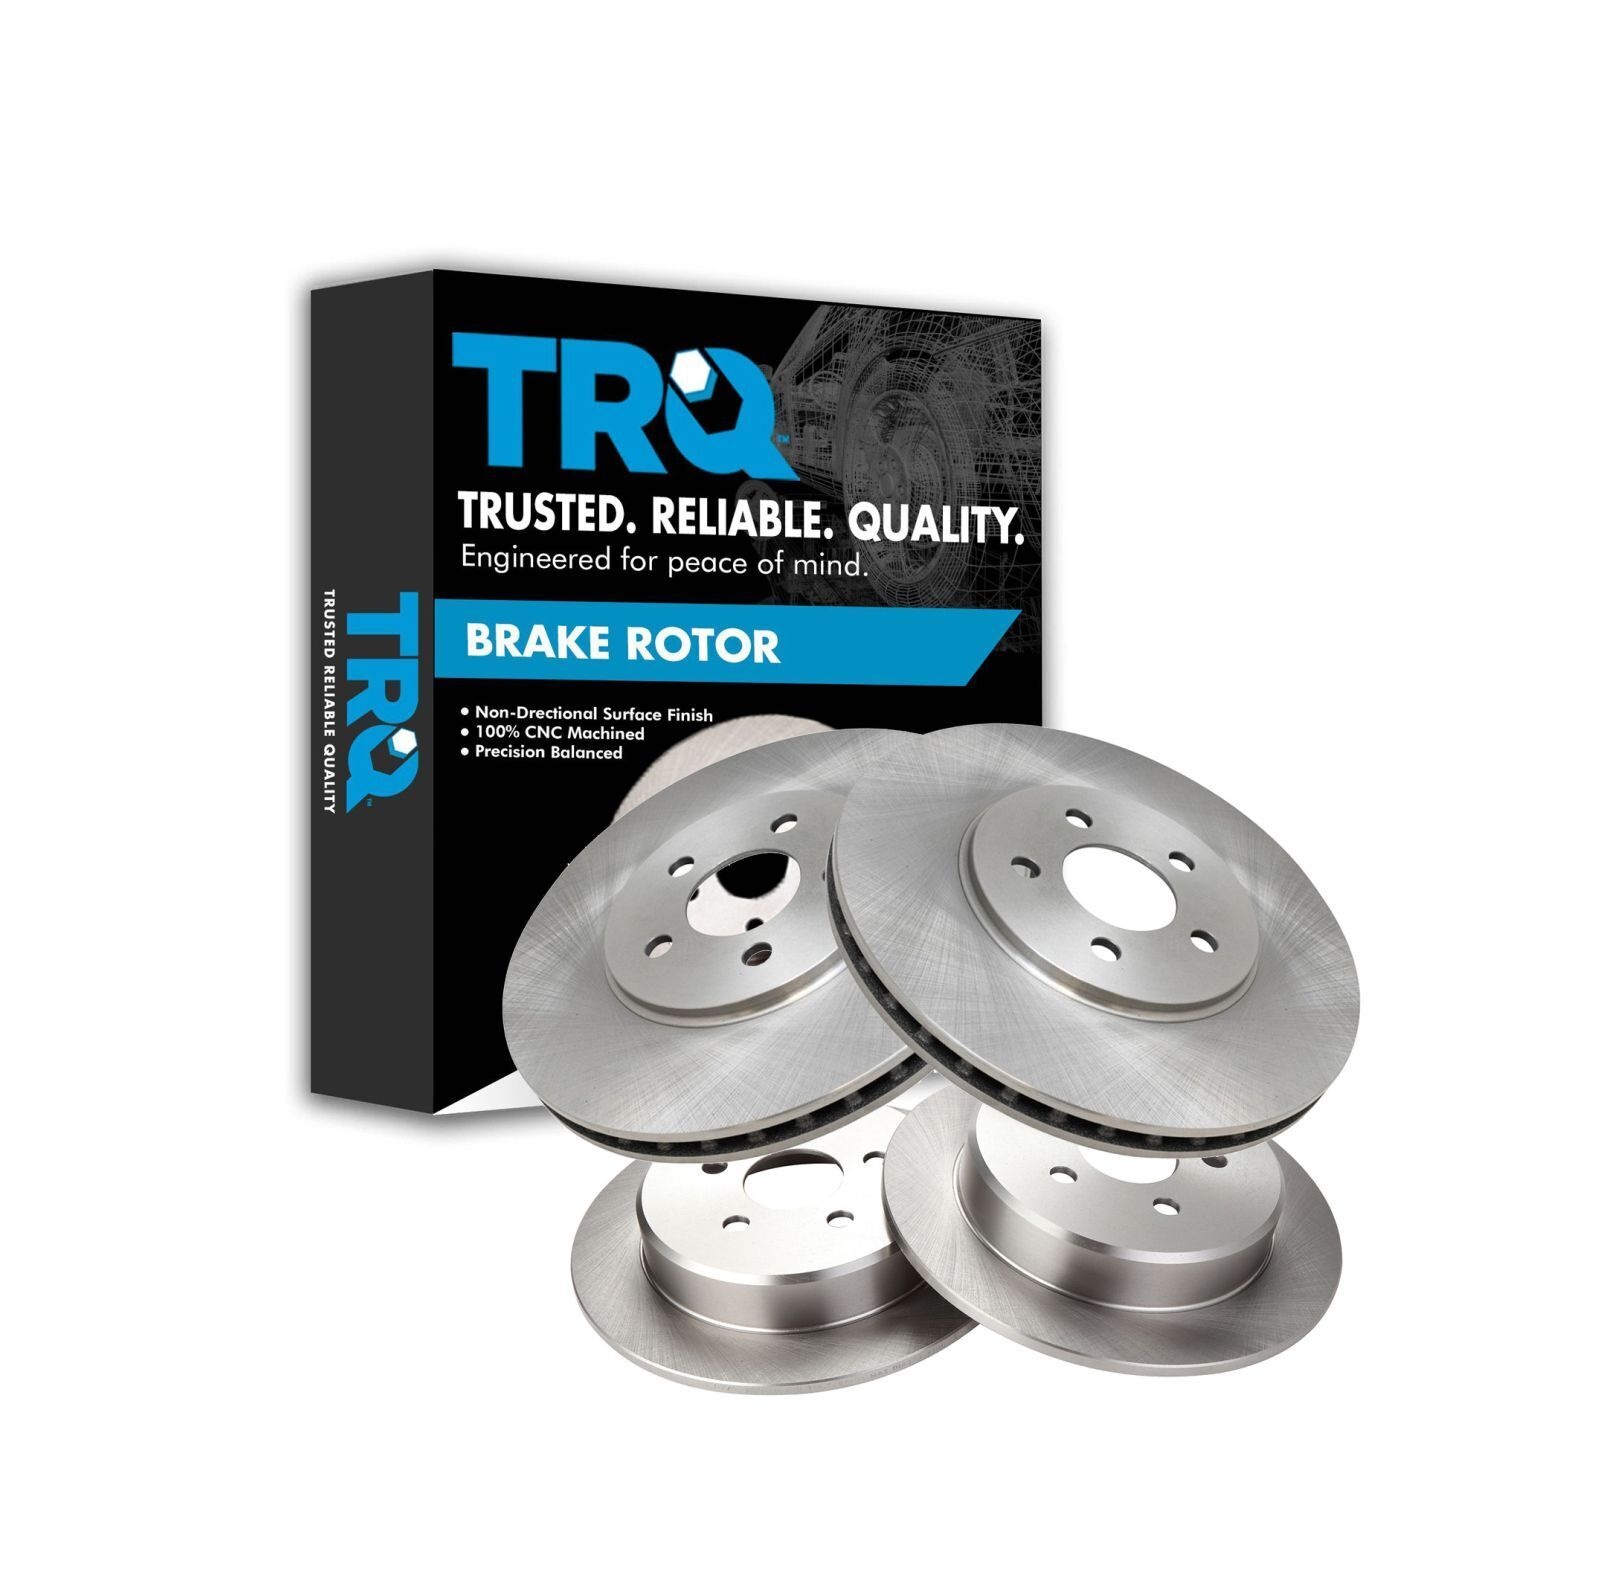 TRQ™
TRUSTED. RELIABLE. QUALITY.
Engineered for peace of mind.
BRAKE ROTOR
• Non-Drectional Surface Finish
• 100% CNC Machined
• Precision Balanced
TRQ™
TRUSTED RELIABLE QUALITY